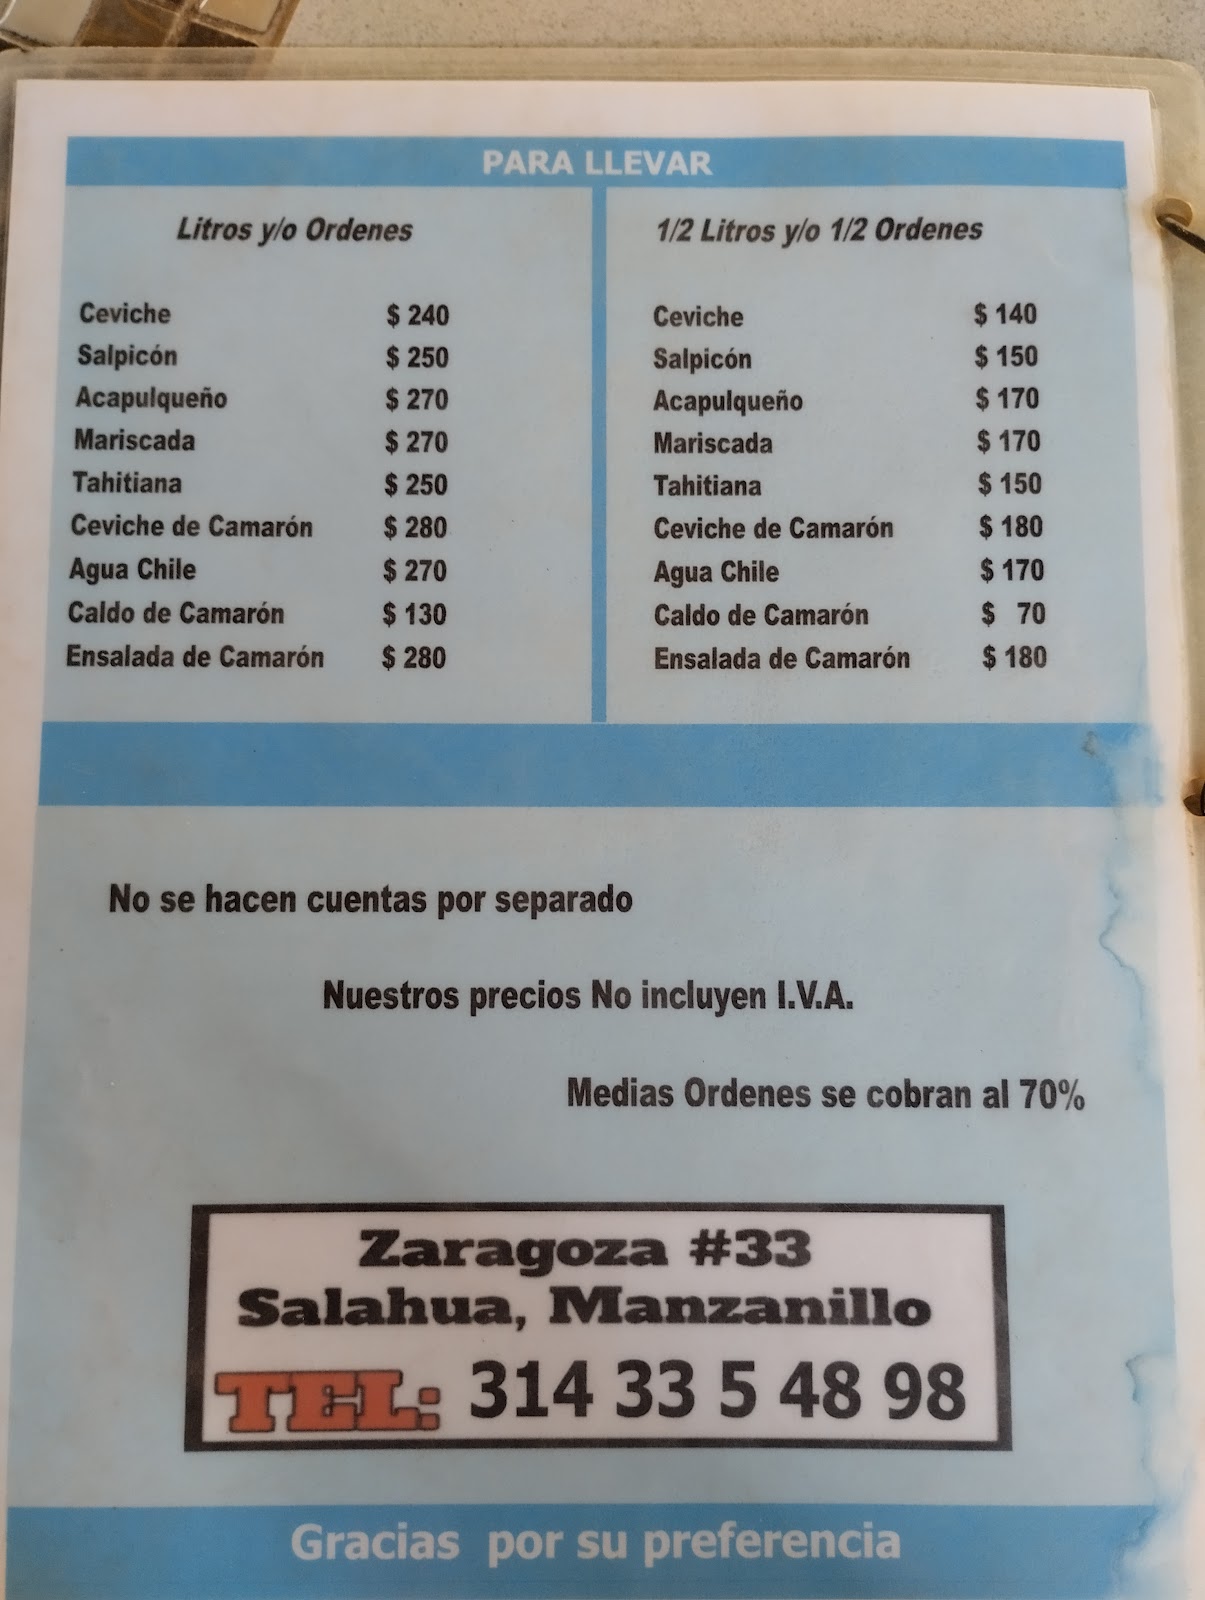 PARA LLEVAR
Litros y/o Ordenes
Ceviche $ 240
Salpicón $ 250
Acapulqueño $ 270
Mariscada $ 270
Tahitiana $ 250
Ceviche de Camarón $ 280
Agua Chile $ 270
Caldo de Camarón $ 130
Ensalada de Camarón $ 280
1/2 Litros y/o 1/2 Ordenes
Ceviche $ 140
Salpicón $ 150
Acapulqueño $ 170
Mariscada $ 170
Tahitiana $ 150
Ceviche de Camarón $ 180
Agua Chile $ 170
Caldo de Camarón $ 70
Ensalada de Camarón $ 180
No se hacen cuentas por separado
Nuestros precios No incluyen I.V.A.
Medias Ordenes se cobran al 70%
Zaragoza #33
Salahua, Manzanillo
TEL: 314 33 5 48 98
Gracias por su preferencia